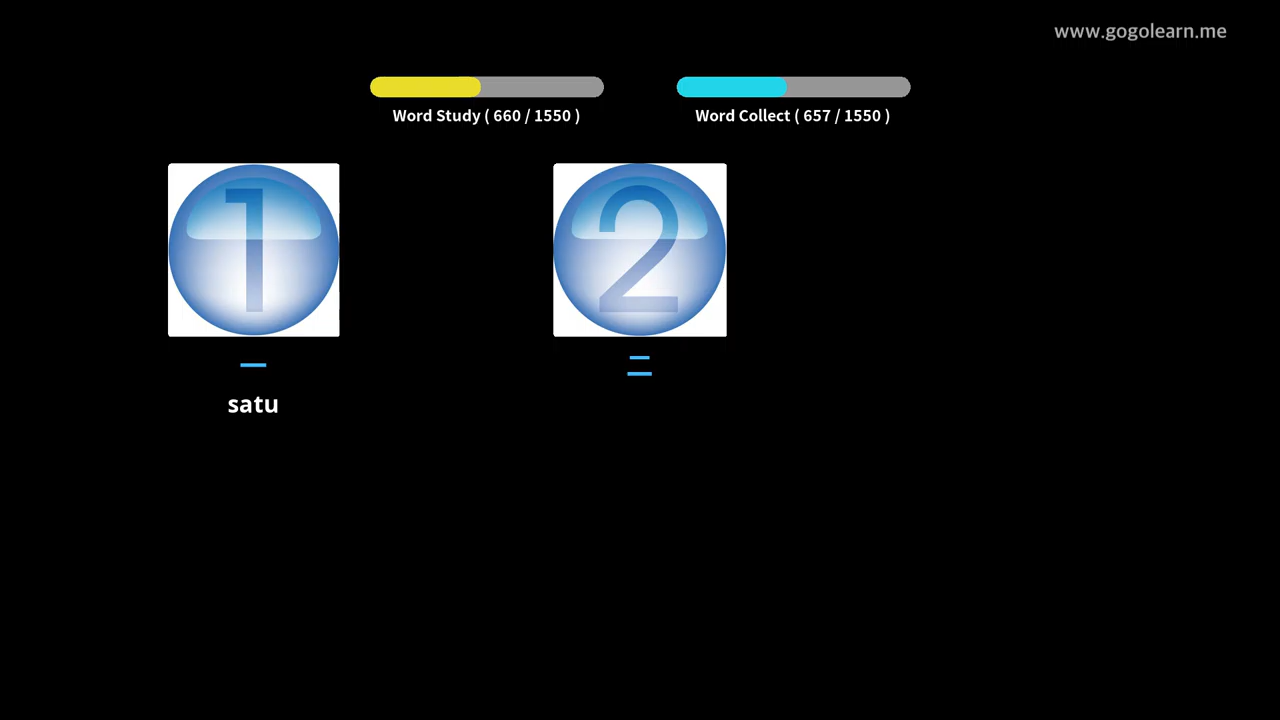 www.gogolearn.me
Word Study ( 660 / 1550 )
Word Collect ( 657 / 1550 )
1
2
一
二
satu